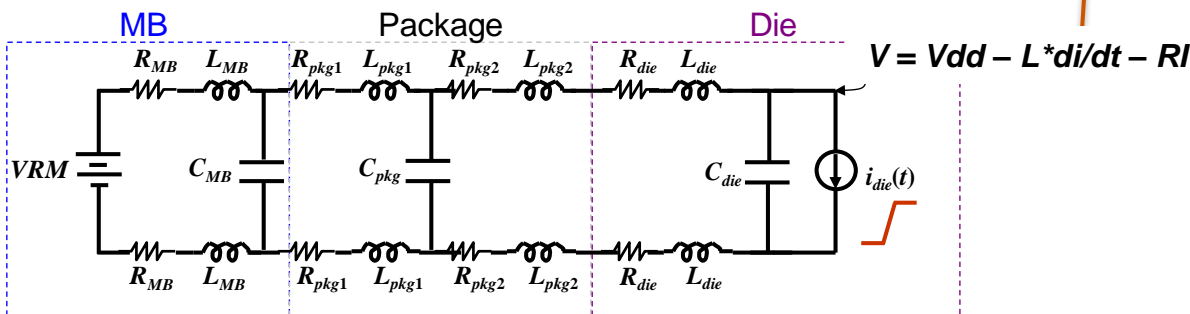 MB Package Die
V = Vdd – L*di/dt – RI
R_MB L_MB R_pkg1 L_pkg1 R_pkg2 L_pkg2 R_die L_die
VRM C_MB C_pkg C_die i_die(t)
R_MB L_MB R_pkg1 L_pkg1 R_pkg2 L_pkg2 R_die L_die